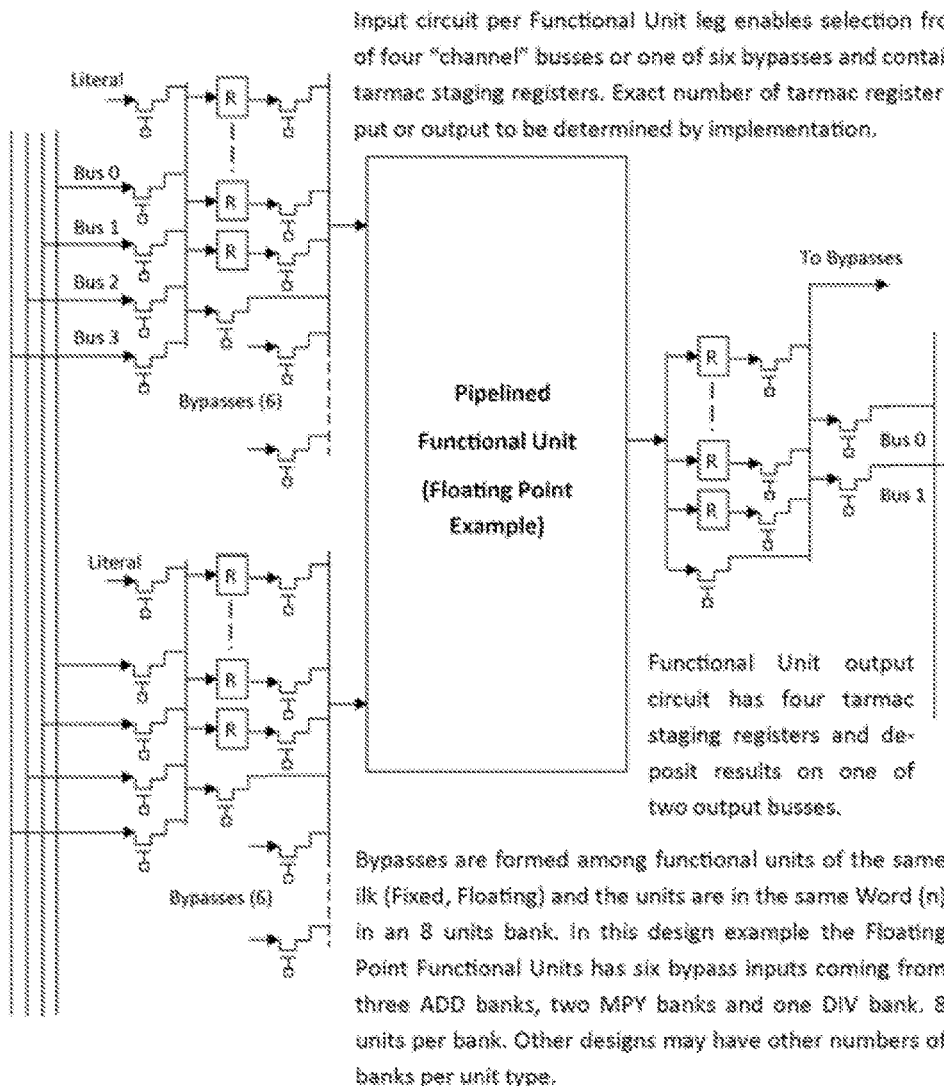 Input circuit per Functional Unit leg enables selection fro
of four "channel" busses or one of six bypasses and contai
tarmac staging registers. Exact number of tarmac register
put or output to be determined by implementation.
Literal
R
Bus 0
R
Bus 1
R
Bus 2
Bus 3
Bypasses (6)
Pipelined
Functional Unit
(Floating Point
Example)
To Bypasses
R
R
R
Bus 0
Bus 1
Literal
R
R
R
Bypasses (6)
Functional Unit output
circuit has four tarmac
staging registers and de-
posit results on one of
two output busses.
Bypasses are formed among functional units of the same
ilk (Fixed, Floating) and the units are in the same Word (n)
in an 8 units bank. In this design example the Floating
Point Functional Units has six bypass inputs coming from
three ADD banks, two MPY banks and one DIV bank. 8
units per bank. Other designs may have other numbers of
banks per unit type.